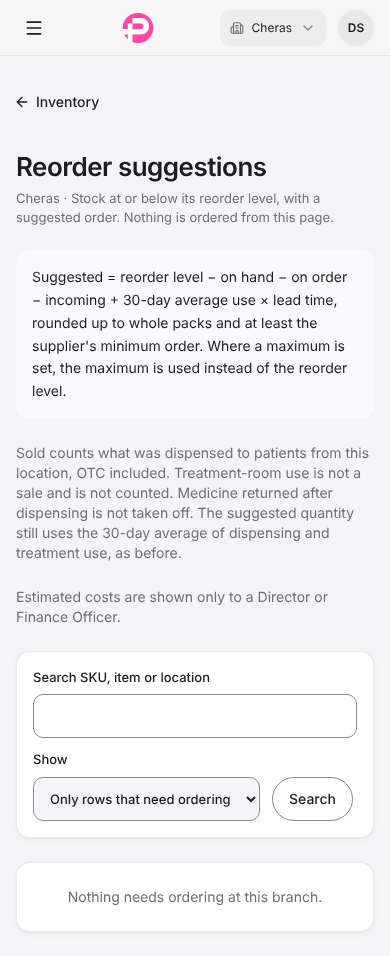 Cheras
DS
← Inventory
Reorder suggestions
Cheras · Stock at or below its reorder level, with a
suggested order. Nothing is ordered from this page.
Suggested = reorder level − on hand − on order
− incoming + 30-day average use × lead time,
rounded up to whole packs and at least the
supplier's minimum order. Where a maximum is
set, the maximum is used instead of the reorder
level.
Sold counts what was dispensed to patients from this
location, OTC included. Treatment-room use is not a
sale and is not counted. Medicine returned after
dispensing is not taken off. The suggested quantity
still uses the 30-day average of dispensing and
treatment use, as before.
Estimated costs are shown only to a Director or
Finance Officer.
Search SKU, item or location
Show
Only rows that need ordering
Search
Nothing needs ordering at this branch.